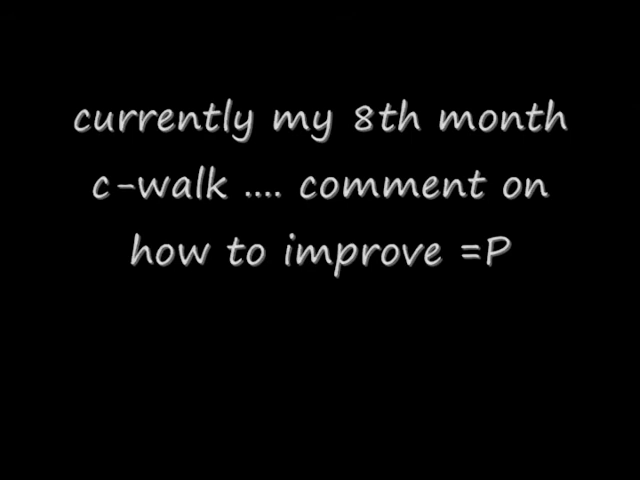 currently my 8th month
c-walk .... comment on
how to improve =P